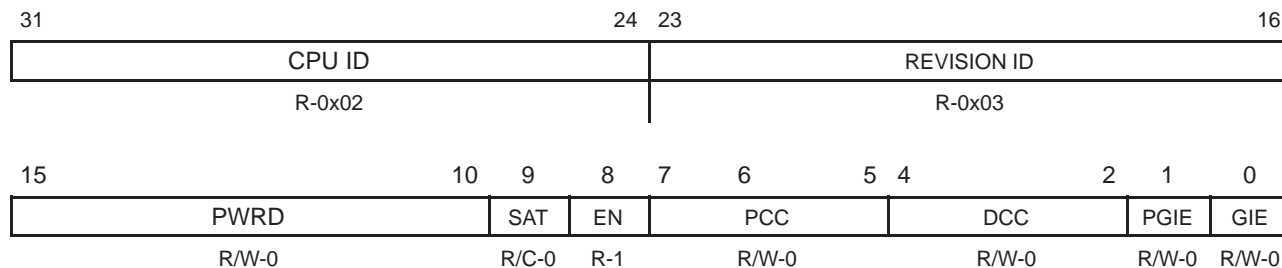 31 24 23 16
CPU ID REVISION ID
R-0x02 R-0x03
15 10 9 8 7 6 5 4 2 1 0
PWRD SAT EN PCC DCC PGIE GIE
R/W-0 R/C-0 R-1 R/W-0 R/W-0 R/W-0 R/W-0